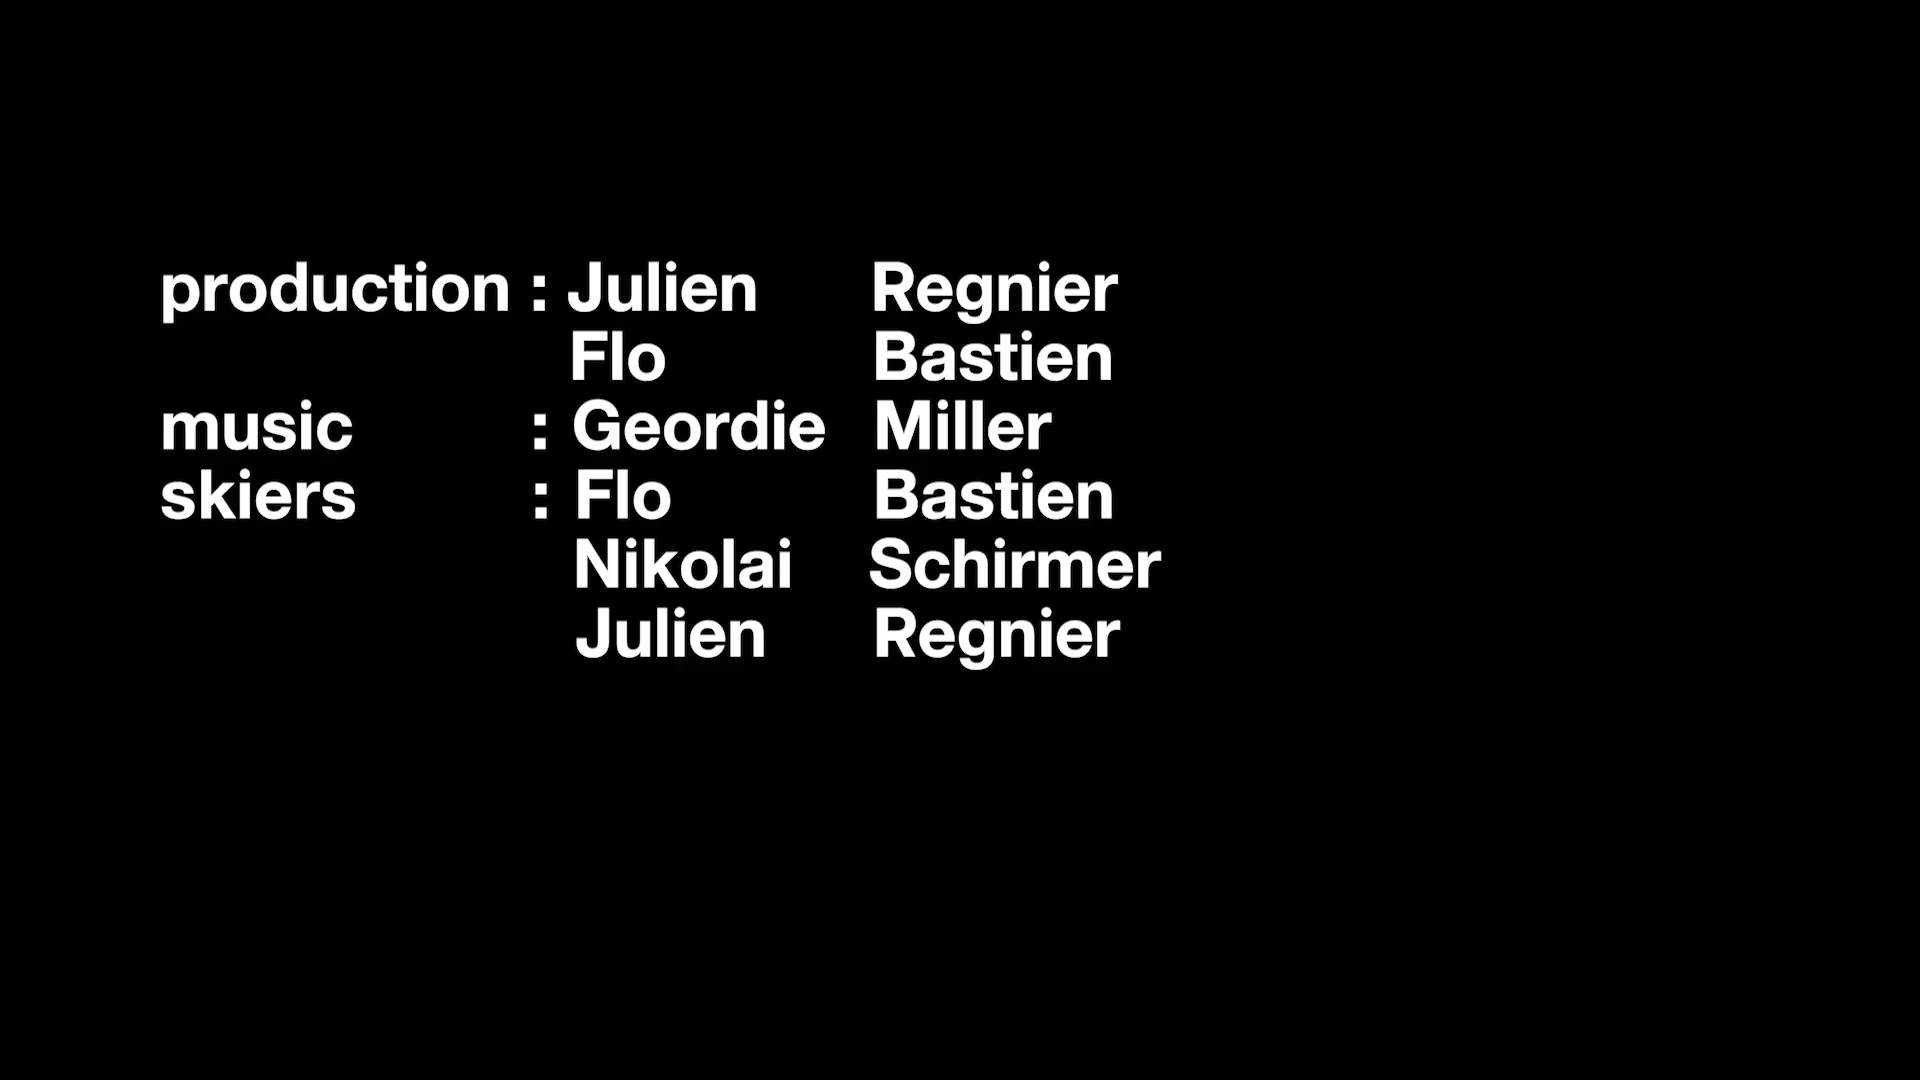 production : Julien Regnier
Flo Bastien
music : Geordie Miller
skiers : Flo Bastien
Nikolai Schirmer
Julien Regnier